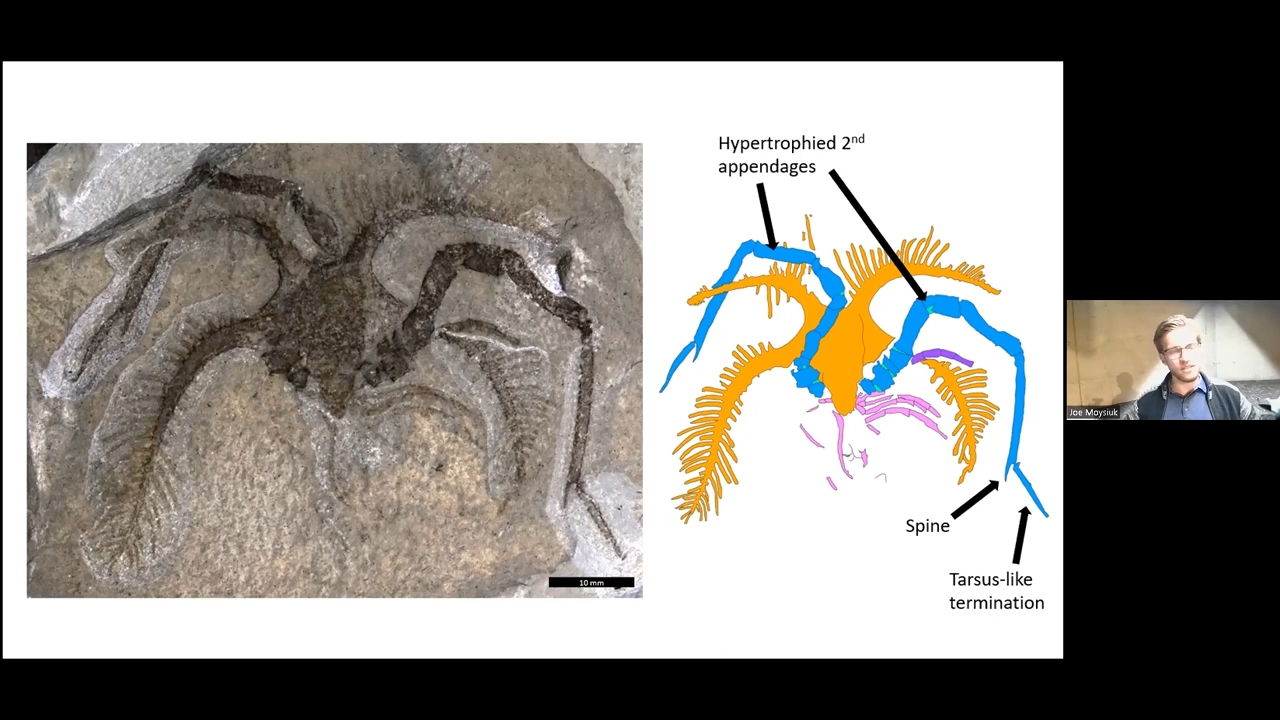 Hypertrophied 2nd
appendages
Spine
Tarsus-like
termination
10 mm
Joe Moysiuk